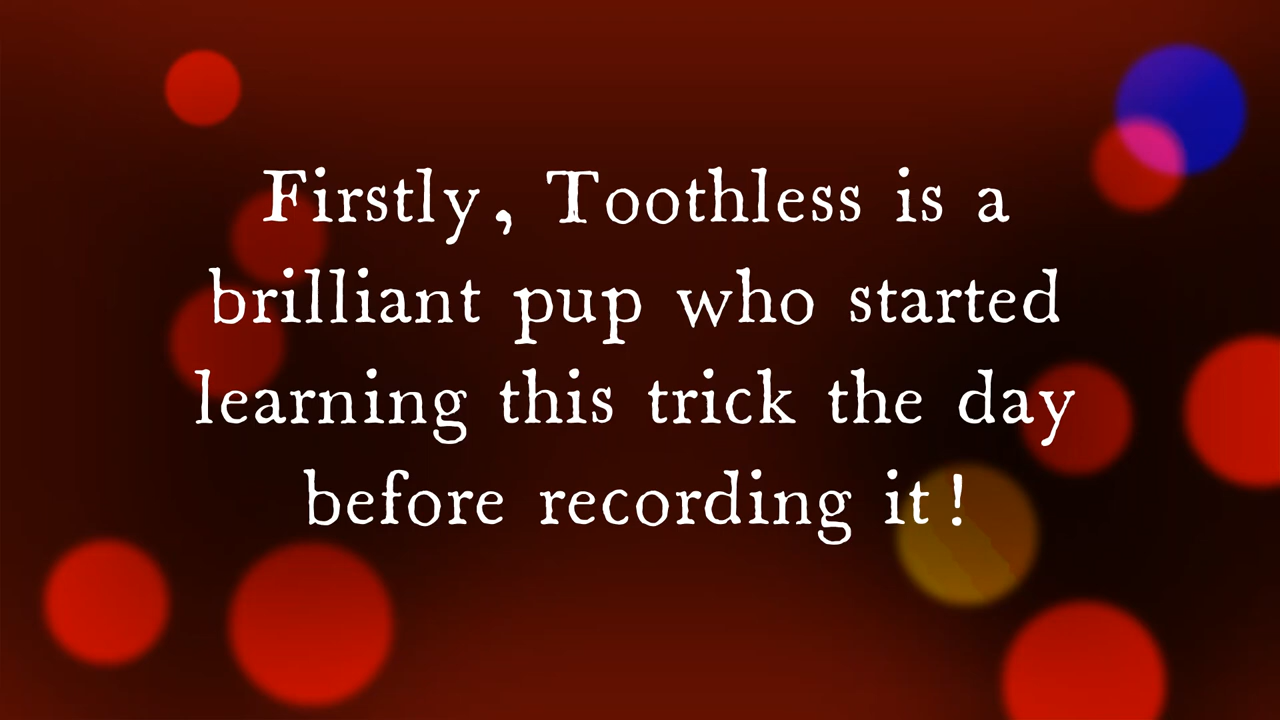 Firstly, Toothless is a
brilliant pup who started
learning this trick the day
before recording it!